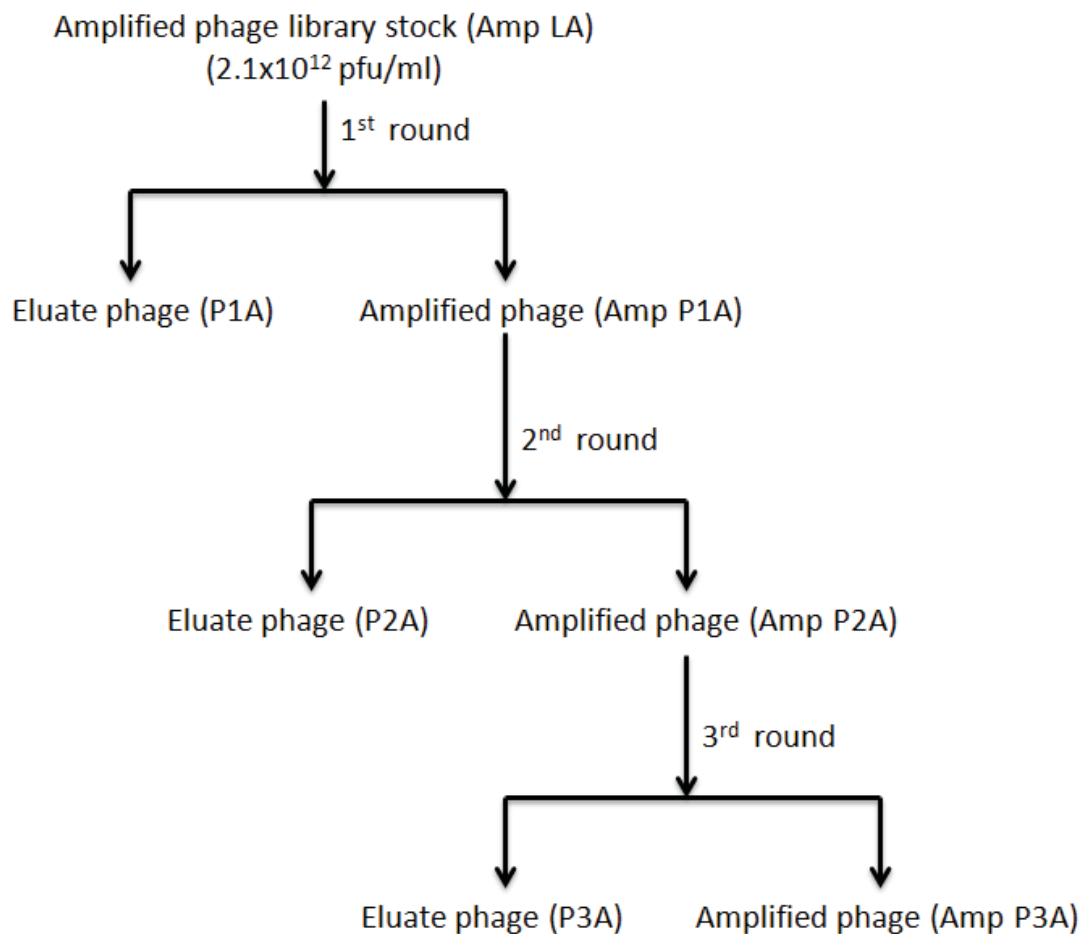 Amplified phage library stock (Amp LA)
(2.1x10¹² pfu/ml)
1ˢᵗ round
Eluate phage (P1A)
Amplified phage (Amp P1A)
2ⁿᵈ round
Eluate phage (P2A)
Amplified phage (Amp P2A)
3ʳᵈ round
Eluate phage (P3A)
Amplified phage (Amp P3A)